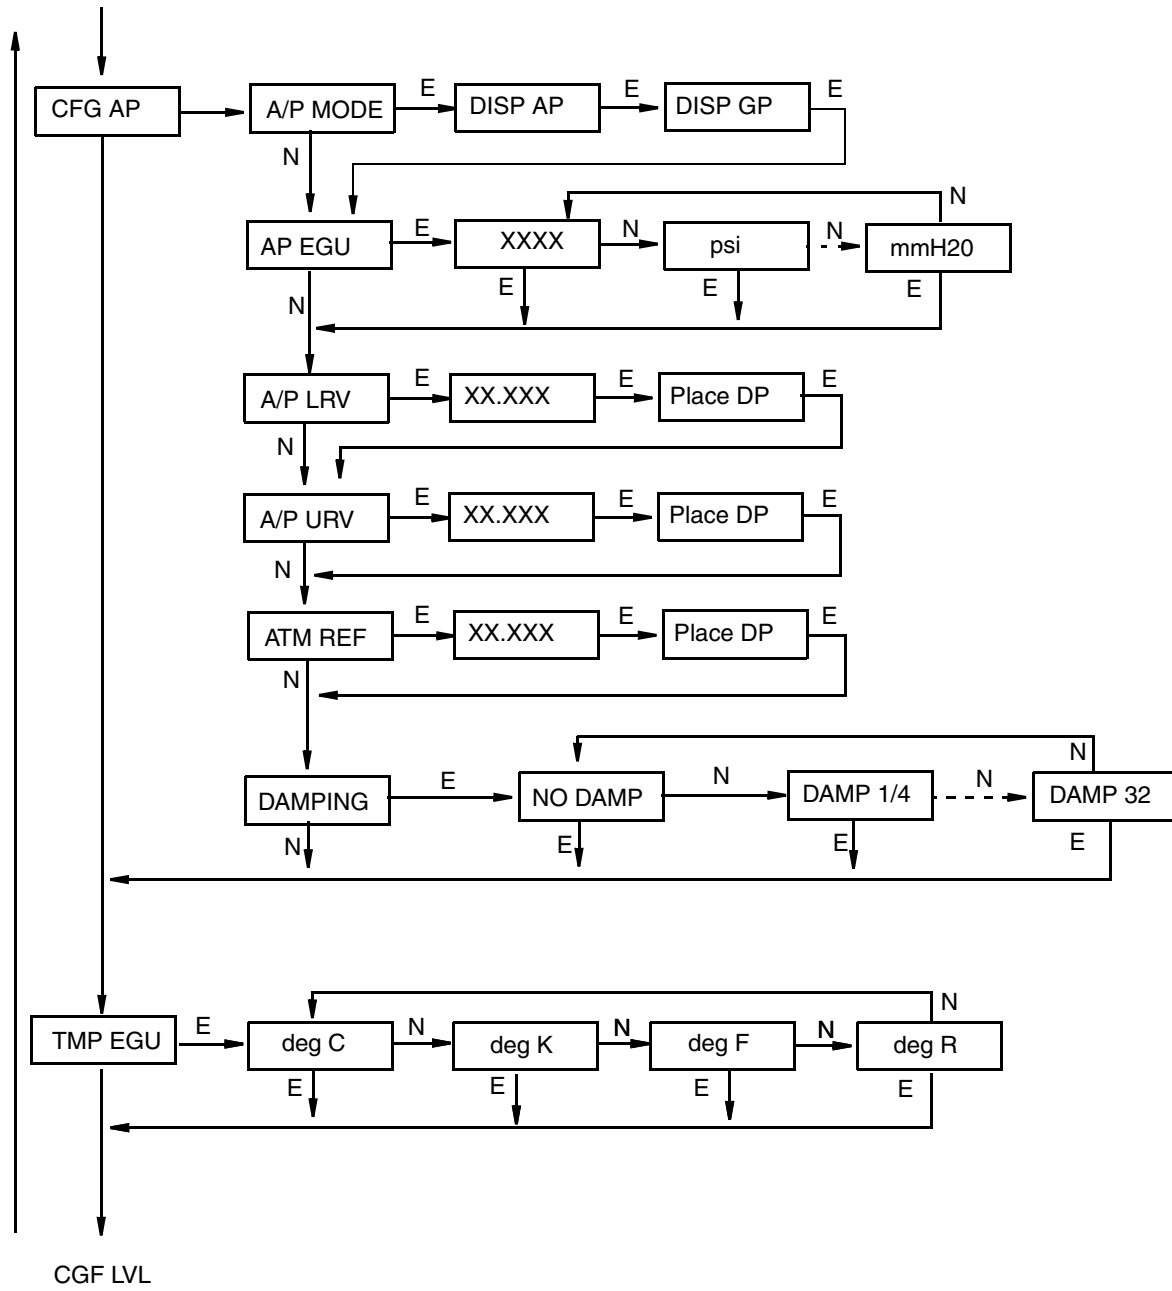 E E E
CFG AP A/P MODE DISP AP DISP GP
N
N
AP EGU E XXXX N psi N mmH20
E E E
N
A/P LRV E XX.XXX E Place DP E
N
A/P URV E XX.XXX E Place DP E
N
ATM REF E XX.XXX E Place DP E
N
N
DAMPING E NO DAMP N DAMP 1/4 N DAMP 32
N E E E
N
TMP EGU E deg C N deg K N deg F N deg R
E E E E
CGF LVL